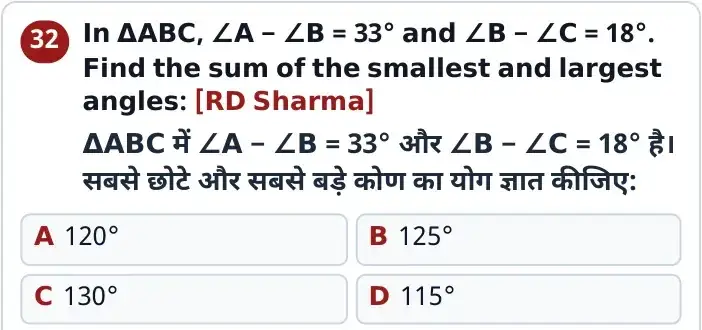 32 In ΔABC, ∠A − ∠B = 33° and ∠B − ∠C = 18°.
Find the sum of the smallest and largest
angles: [RD Sharma]
ΔABC में ∠A − ∠B = 33° और ∠B − ∠C = 18° है।
सबसे छोटे और सबसे बड़े कोण का योग ज्ञात कीजिए:
A 120°
B 125°
C 130°
D 115°